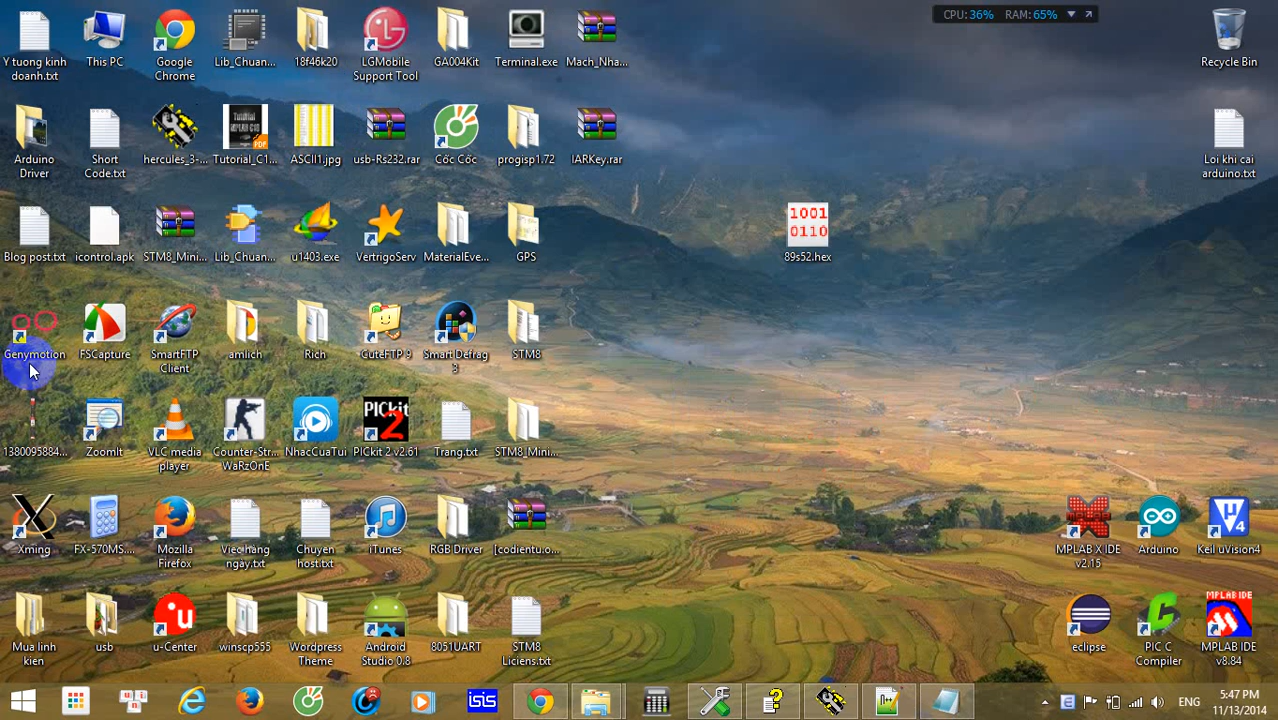 CPU: 36% RAM: 65%
Y tuong kinh doanh.txt
This PC
Google Chrome
Lib_Chuan...
18f46k20
LGMobile Support Tool
GA004Kit
Terminal.exe
Mach_Nha...
Recycle Bin
Arduino Driver
Short Code.txt
hercules_3-...
Tutorial_C1...
ASCII1.jpg
usb-Rs232.rar
Cốc Cốc
progisp1.72
IARKey.rar
Loi khi cai arduino.txt
Blog post.txt
icontrol.apk
STM8_Mini...
Lib_Chuan...
u1403.exe
VertrigoServ
MaterialEve...
GPS
1001
0110
89s52.hex
Genymotion
FSCapture
SmartFTP Client
amlich
Rich
CuteFTP 9
Smart Defrag 3
STM8
1380095884...
ZoomIt
VLC media player
Counter-Str... WaRzOnE
NhacCuaTui
PICkit 2
PICkit 2 v2.61
Trang.txt
STM8_Mini...
Xming
FX-570MS....
Mozilla Firefox
Viec hang ngay.txt
Chuyen host.txt
iTunes
RGB Driver
[codientu.o...
MPLAB X IDE v2.15
Arduino
Keil uVision4
Mua linh kien
usb
u-Center
winscp555
Wordpress Theme
Android Studio 0.8
8051UART
STM8 Liciens.txt
eclipse
PIC C Compiler
MPLAB IDE
MPLAB IDE v8.84
isis
ENG
5:47 PM
11/13/2014